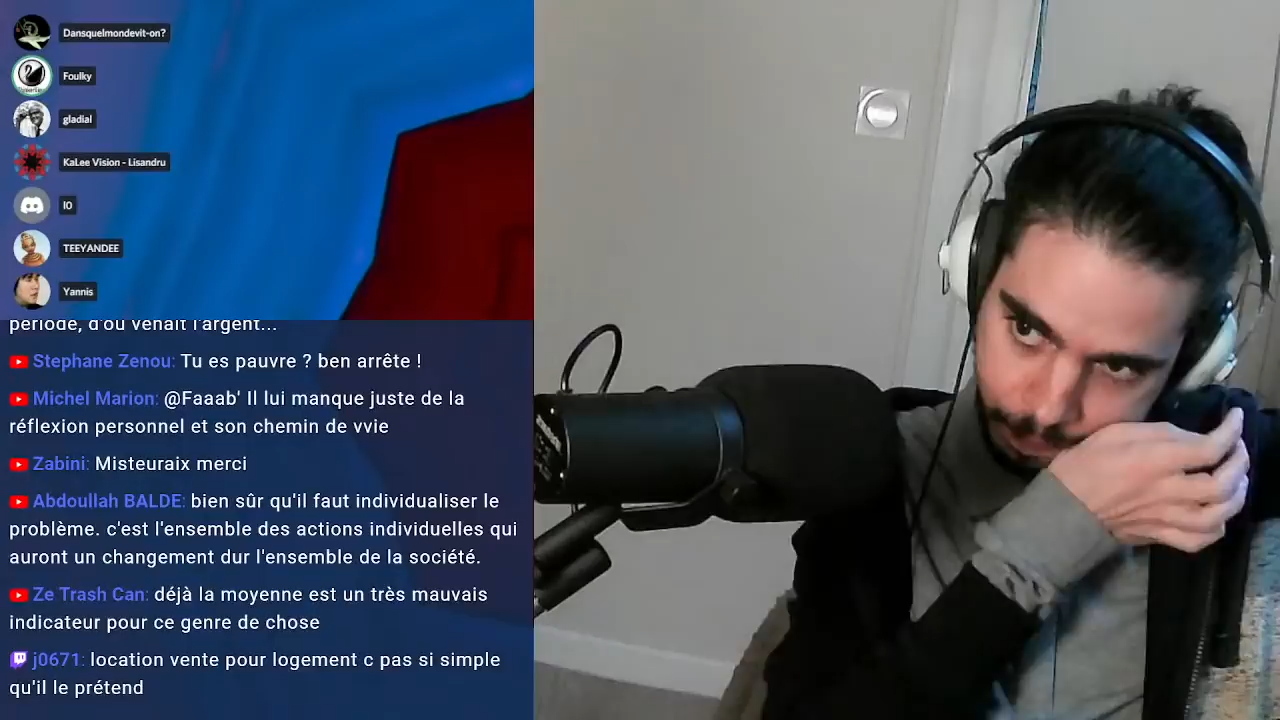 Dansquelmondevit-on?
Foulky
gladial
KaLee Vision - Lisandru
IO
TEEYANDEE
Yannis
période, d'où venait l'argent...
Stephane Zenou: Tu es pauvre ? ben arrête !
Michel Marion: @Faaab' Il lui manque juste de la
réflexion personnel et son chemin de vvie
Zabini: Misteuraix merci
Abdoullah BALDE: bien sûr qu'il faut individualiser le
problème. c'est l'ensemble des actions individuelles qui
auront un changement dur l'ensemble de la société.
Ze Trash Can: déjà la moyenne est un très mauvais
indicateur pour ce genre de chose
j0671: location vente pour logement c pas si simple
qu'il le prétend